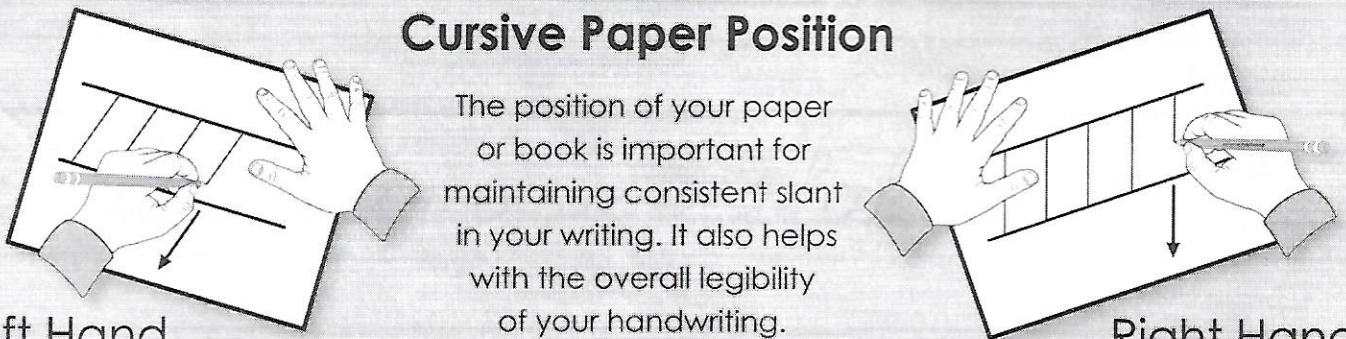 Cursive Paper Position
The position of your paper
or book is important for
maintaining consistent slant
in your writing. It also helps
with the overall legibility
of your handwriting.
ft Hand
Right Han